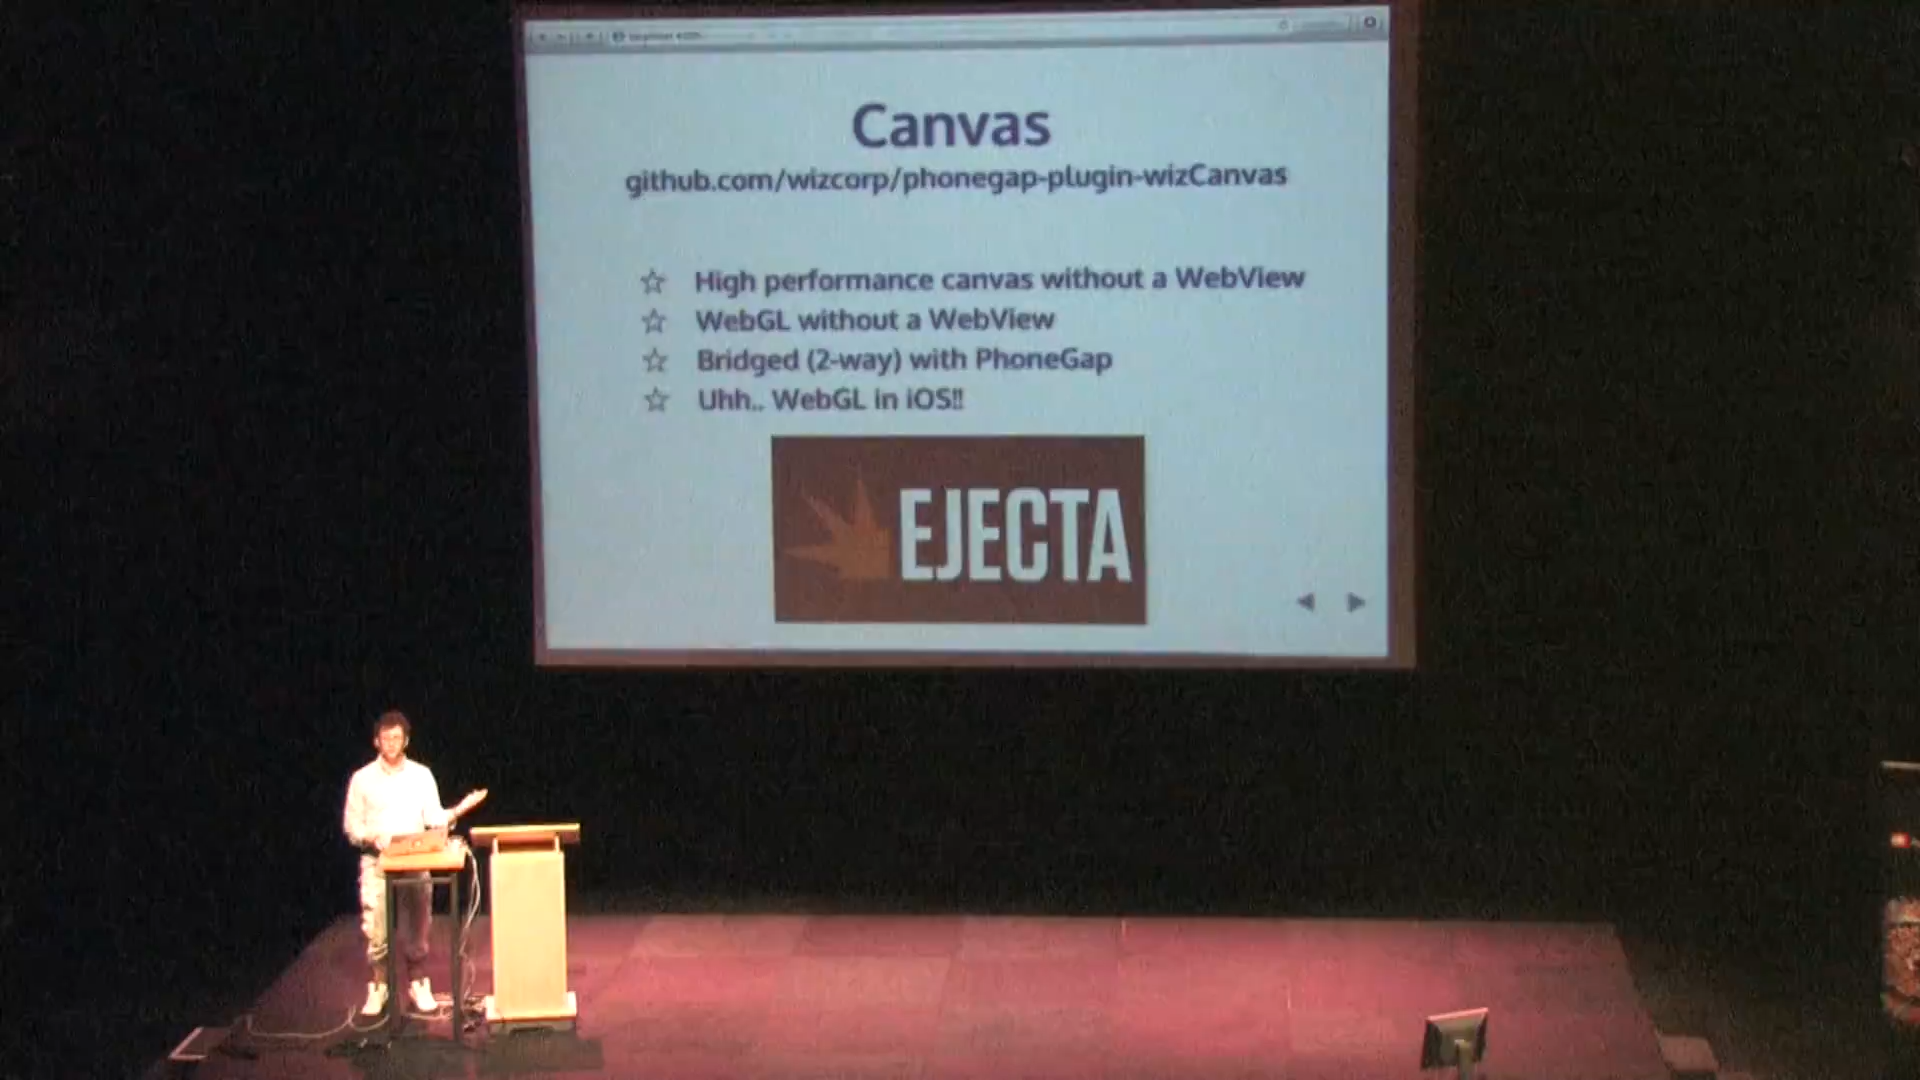 Canvas
github.com/wizcorp/phonegap-plugin-wizCanvas
☆ High performance canvas without a WebView
☆ WebGL without a WebView
☆ Bridged (2-way) with PhoneGap
☆ Uhh.. WebGL in iOS!!
EJECTA